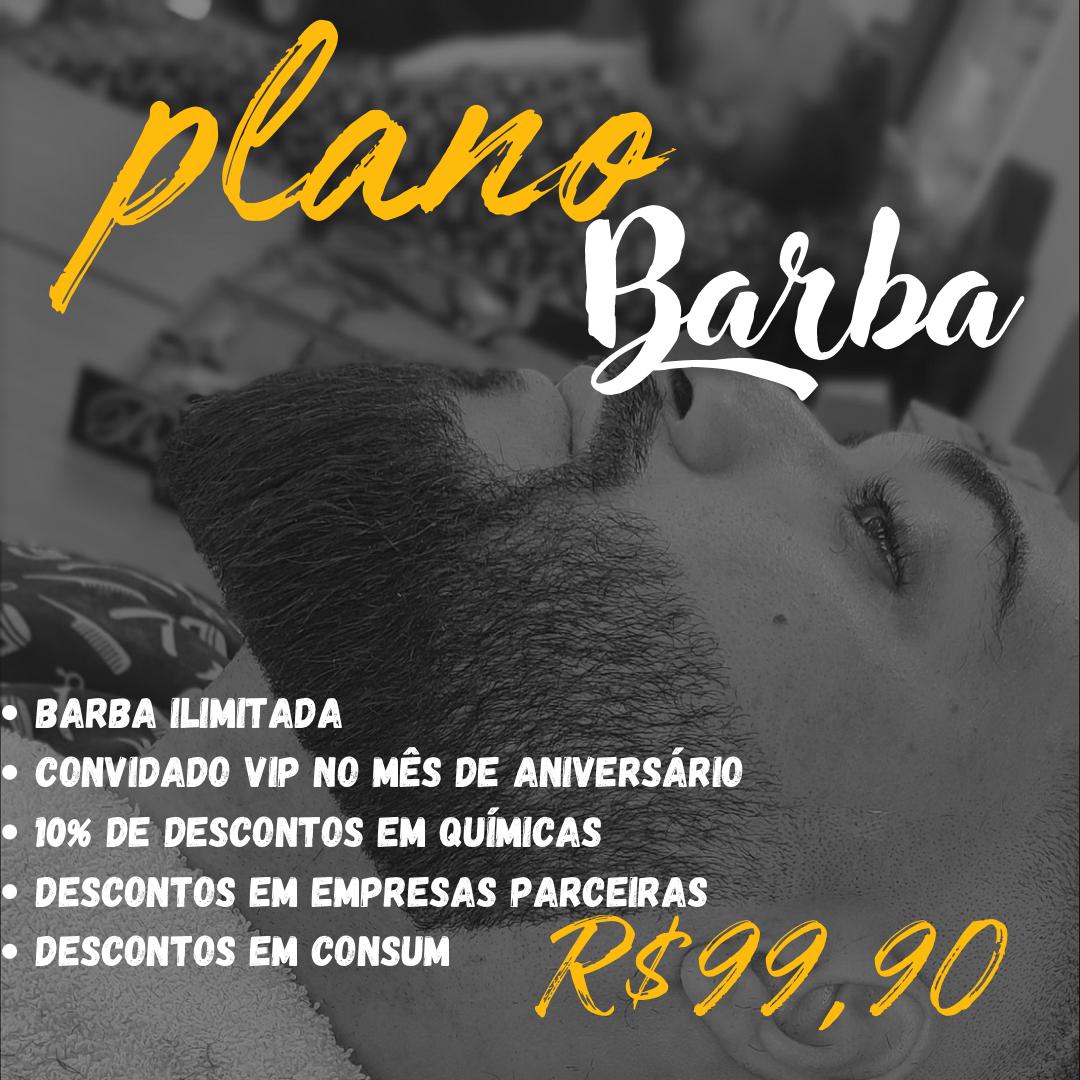 plano
Barba
• BARBA ILIMITADA
• CONVIDADO VIP NO MÊS DE ANIVERSÁRIO
• 10% DE DESCONTOS EM QUÍMICAS
• DESCONTOS EM EMPRESAS PARCEIRAS
• DESCONTOS EM CONSUM
R$99,90